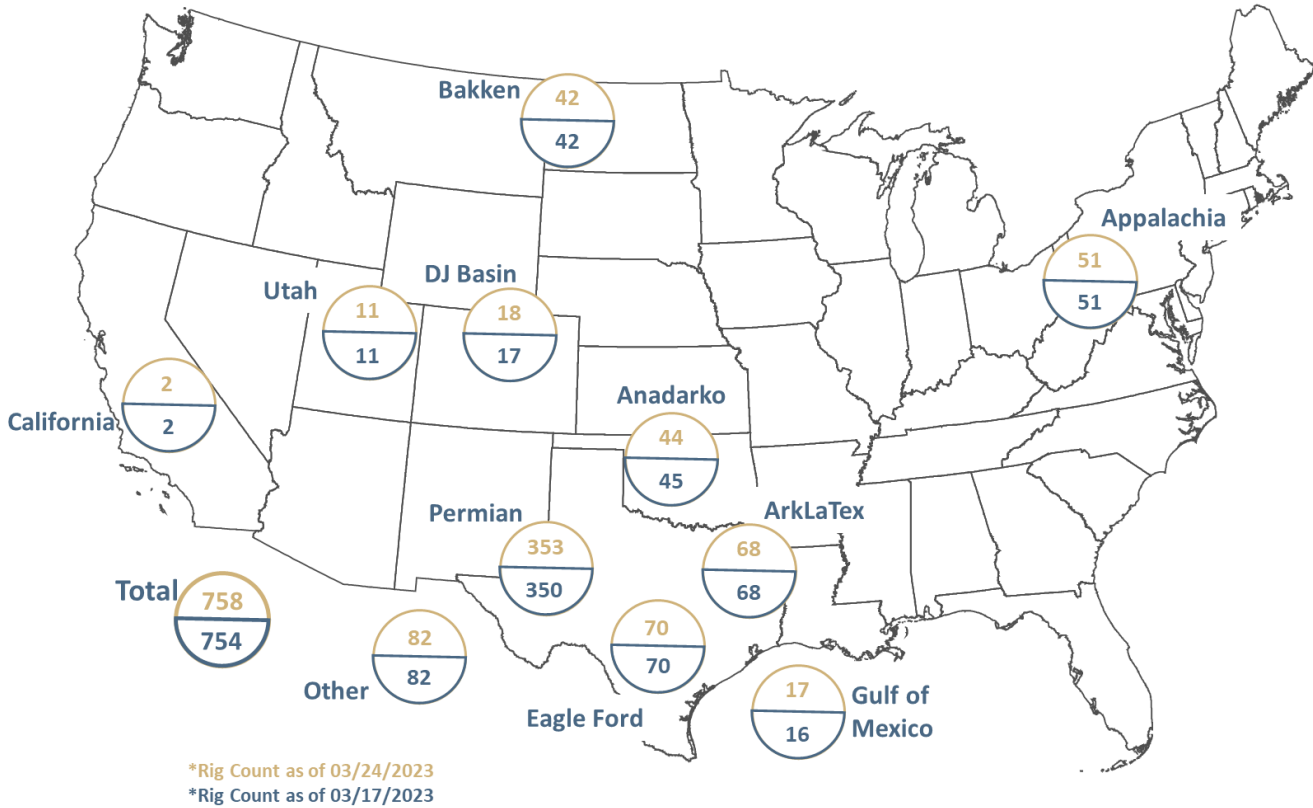 Bakken
42
42
Appalachia
51
51
DJ Basin
18
17
Utah
11
11
California
2
2
Anadarko
44
45
ArkLaTex
68
68
Permian
353
350
Total
758
754
Other
82
82
Eagle Ford
70
70
Gulf of
Mexico
17
16
*Rig Count as of 03/24/2023
*Rig Count as of 03/17/2023